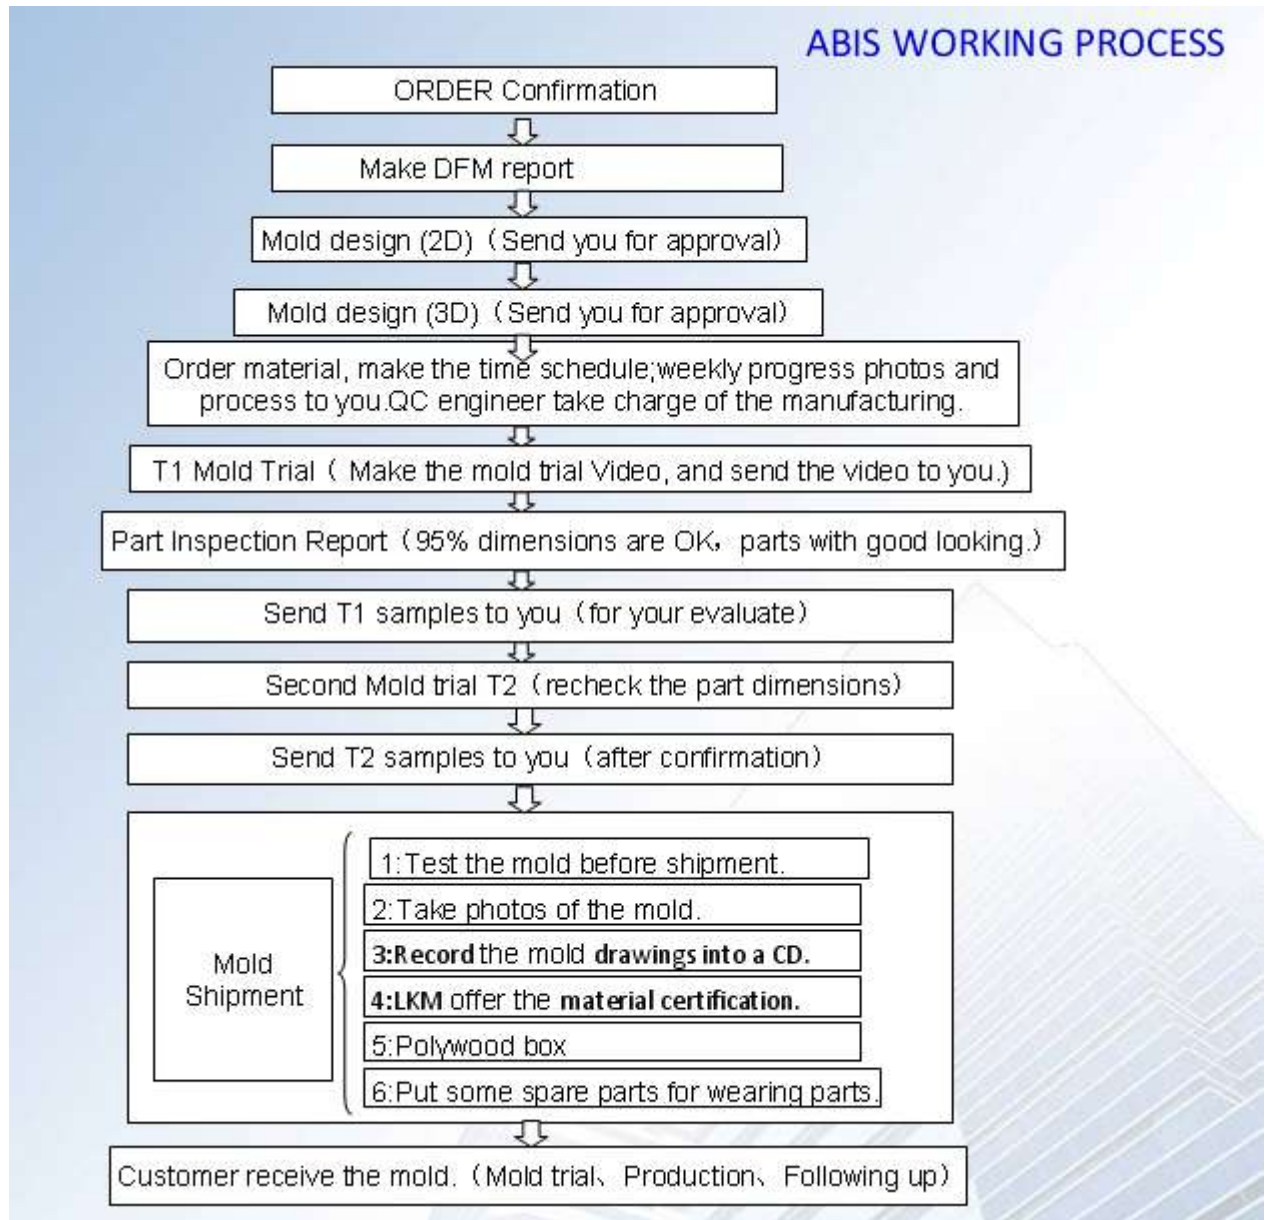 ABIS WORKING PROCESS
ORDER Confirmation
Make DFM report
Mold design (2D)（Send you for approval）
Mold design (3D)（Send you for approval）
Order material, make the time schedule;weekly progress photos and
process to you.QC engineer take charge of the manufacturing.
T1 Mold Trial（ Make the mold trial Video, and send the video to you.)
Part Inspection Report（95% dimensions are OK，parts with good looking.）
Send T1 samples to you（for your evaluate）
Second Mold trial T2（recheck the part dimensions）
Send T2 samples to you（after confirmation）
Mold
Shipment
1:Test the mold before shipment.
2:Take photos of the mold.
3:Record the mold drawings into a CD.
4:LKM offer the material certification.
5:Polywood box
6:Put some spare parts for wearing parts.
Customer receive the mold.（Mold trial、Production、Following up）